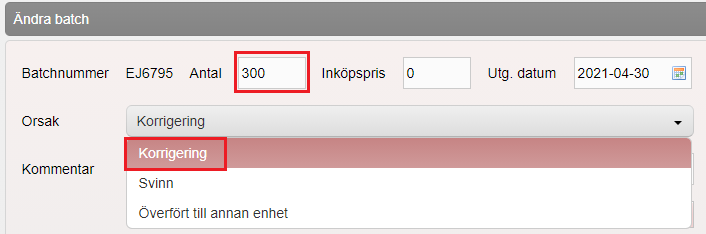 Ändra batch
Batchnummer EJ6795 Antal 300 Inköpspris 0 Utg. datum 2021-04-30
Orsak Korrigering
Korrigering
Kommentar
Svinn
Överfört till annan enhet